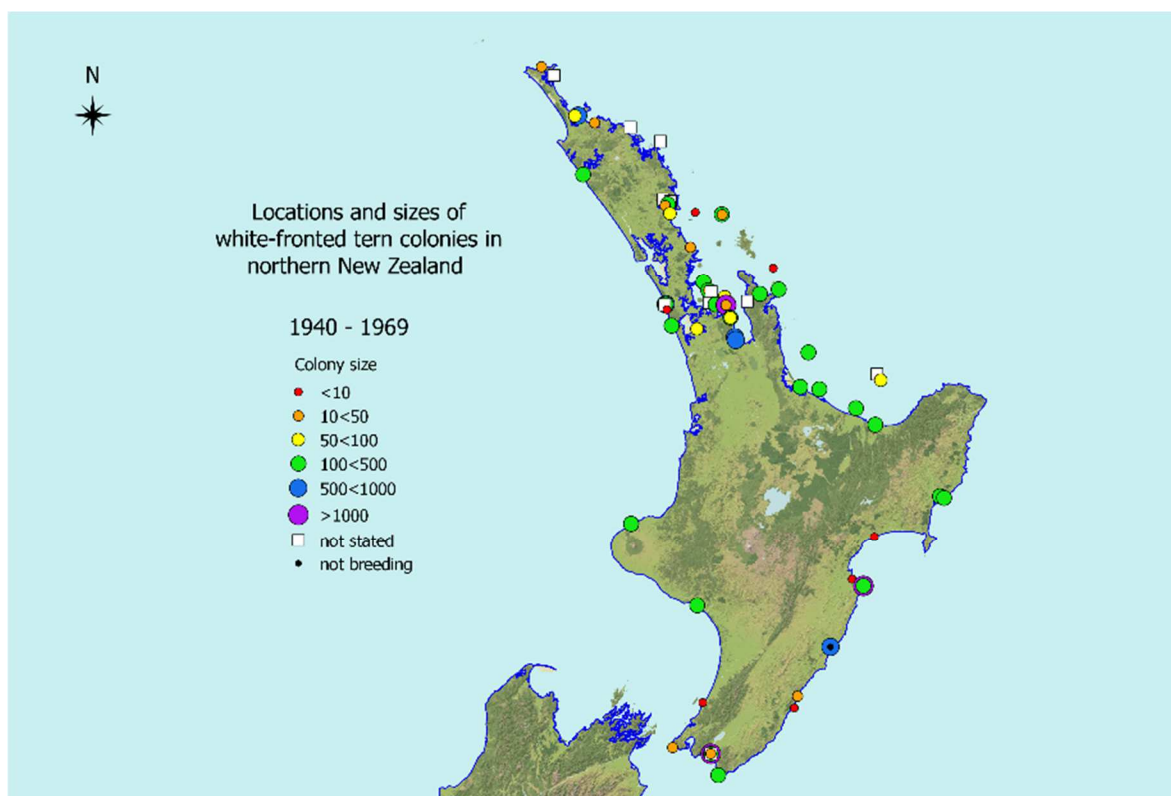 N
Locations and sizes of
white-fronted tern colonies in
northern New Zealand
1940 - 1969
Colony size
<10
10<50
50<100
100<500
500<1000
>1000
not stated
not breeding